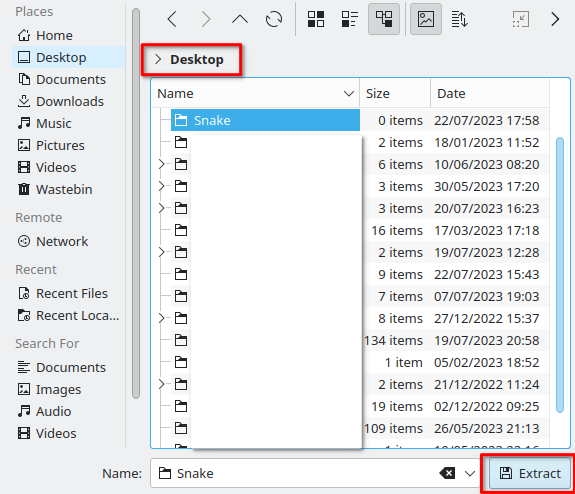 Places
Home
Desktop
Documents
Downloads
Music
Pictures
Videos
Wastebin
Remote
Network
Recent
Recent Files
Recent Loca...
Search For
Documents
Images
Audio
Videos
Desktop
Name Size Date
Snake 0 items 22/07/2023 17:58
2 items 18/01/2023 11:52
6 items 10/06/2023 08:20
3 items 30/05/2023 17:20
3 items 20/07/2023 16:23
16 items 17/03/2023 17:18
2 items 19/07/2023 12:28
9 items 22/07/2023 15:43
7 items 07/07/2023 19:03
8 items 27/12/2022 15:37
134 items 19/07/2023 20:58
1 item 05/02/2023 18:52
2 items 21/12/2022 11:24
19 items 02/12/2022 09:25
109 items 26/05/2023 21:13
Name: Snake Extract